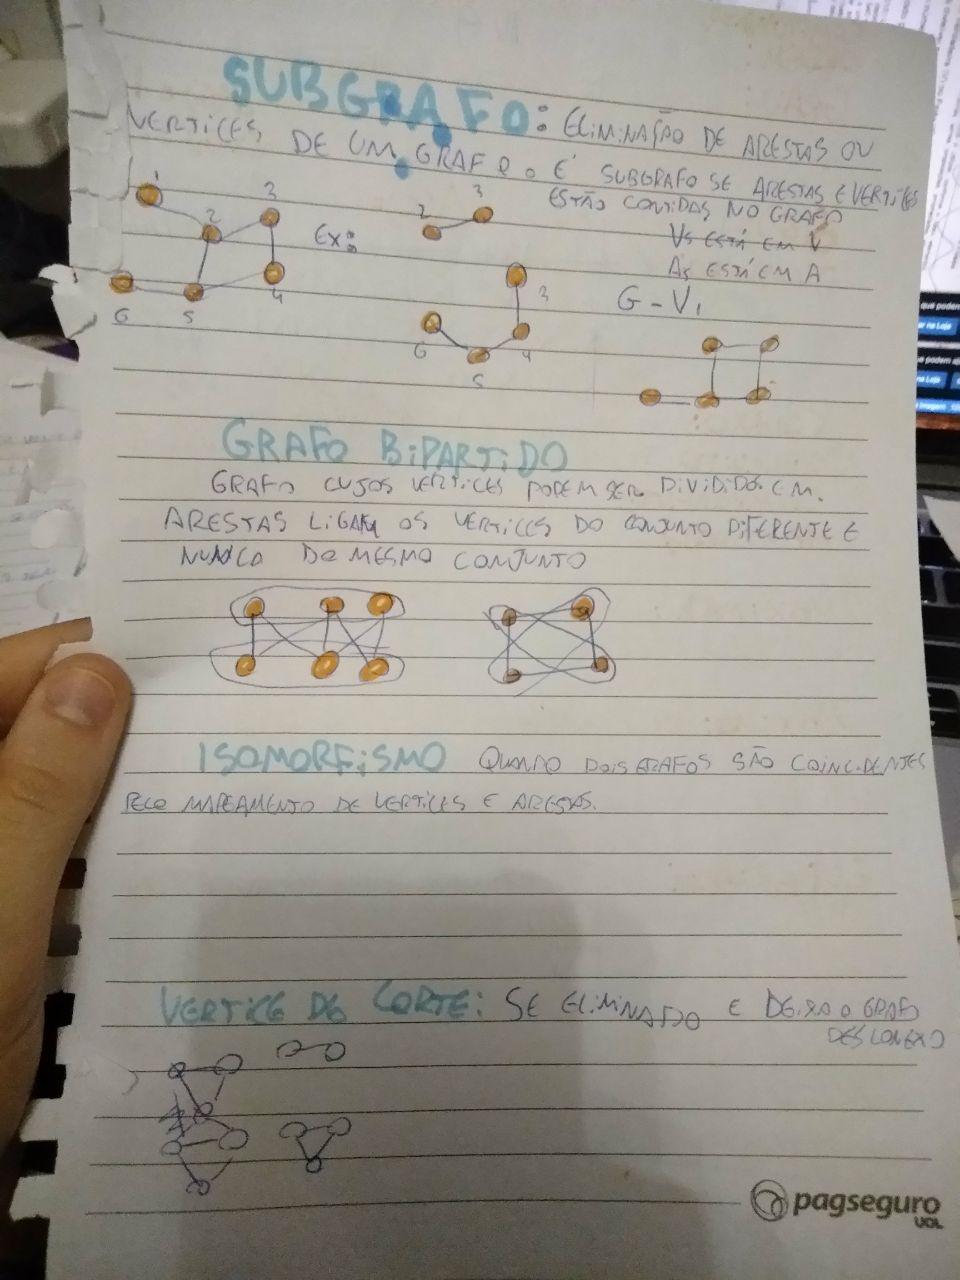 SUBGRAFO: ELIMINAÇÃO DE ARESTAS OU
VERTICES DE UM GRAFO. É SUBGRAFO SE ARESTAS E VERTICES
ESTÃO CONTIDAS NO GRAFO
VS ESTÁ EM V
AS ESTÁ EM A
1 2 3 EX: 2 3
6 5 4
G - V1
3
6 5 4
GRAFO BIPARTIDO
GRAFO CUJOS VERTICES PODEM SER DIVIDIDOS EM.
ARESTAS LIGAM OS VERTICES DO CONJUNTO DIFERENTE E
NUNCA DO MESMO CONJUNTO
ISOMORFISMO QUANDO DOIS GRAFOS SÃO COINCIDENTES
PELO MAPEAMENTO DE VERTICES E ARESTAS.
VERTICE DE CORTE: SE ELIMINADO E DEIXA O GRAFO
DESCONEXO
pagseguro
UOL